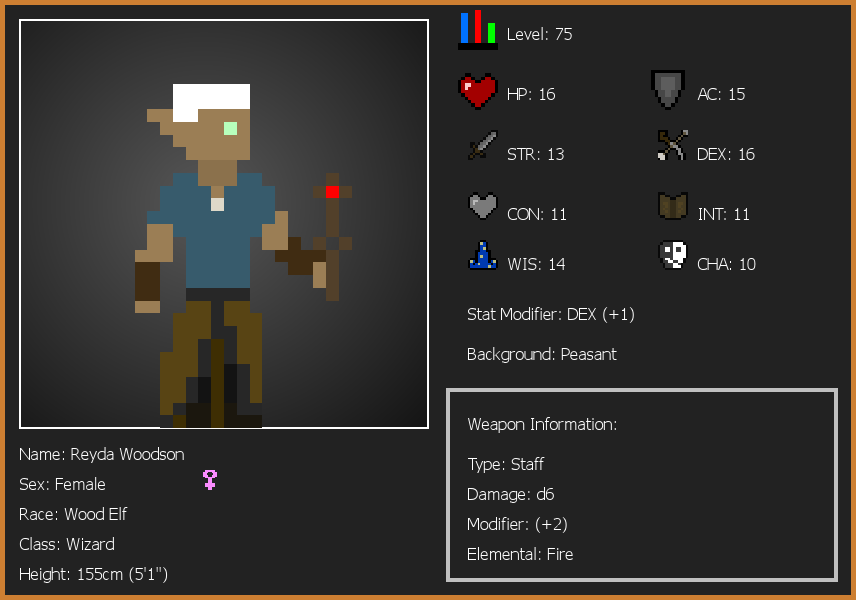 Level: 75
HP: 16
AC: 15
STR: 13
DEX: 16
CON: 11
INT: 11
WIS: 14
CHA: 10
Stat Modifier: DEX (+1)
Background: Peasant
Weapon Information:
Type: Staff
Damage: d6
Modifier: (+2)
Elemental: Fire
Name: Reyda Woodson
Sex: Female
Race: Wood Elf
Class: Wizard
Height: 155cm (5'1")